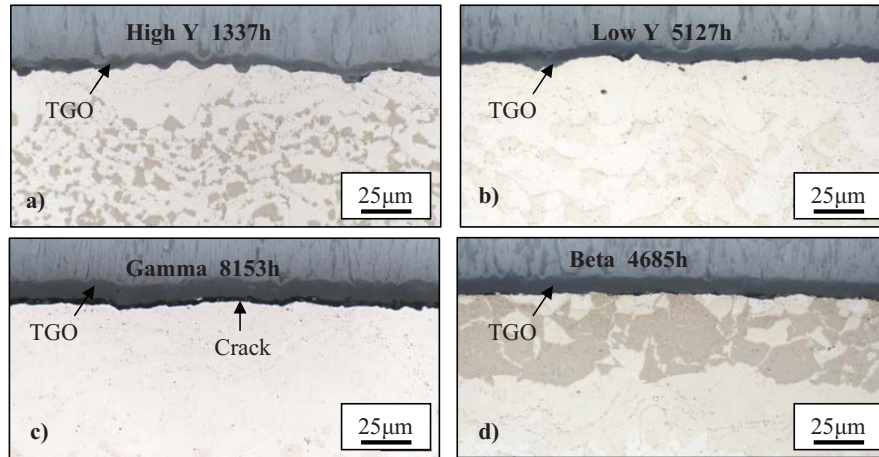 High Y 1337h
TGO
25μm
a)
Low Y 5127h
TGO
25μm
b)
Gamma 8153h
TGO
Crack
25μm
c)
Beta 4685h
TGO
25μm
d)